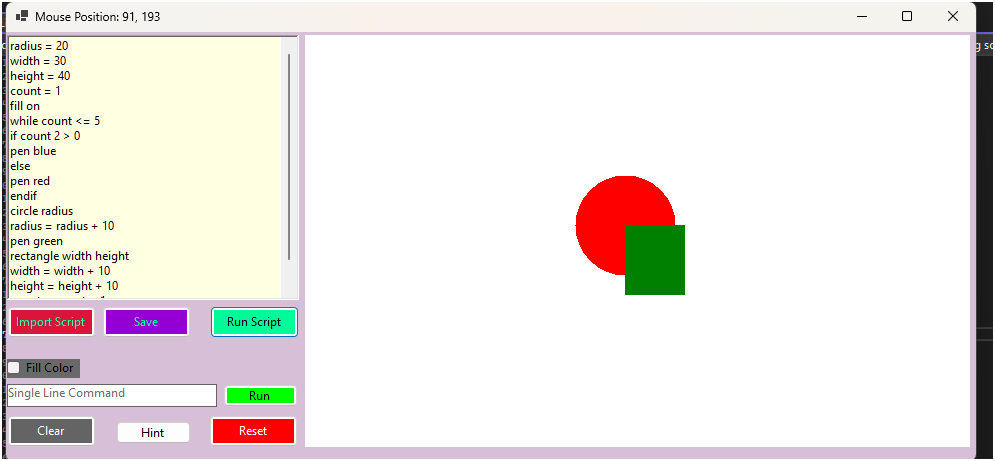 Mouse Position: 91, 193
radius = 20
width = 30
height = 40
count = 1
fill on
while count <= 5
if count 2 > 0
pen blue
else
pen red
endif
circle radius
radius = radius + 10
pen green
rectangle width height
width = width + 10
height = height + 10
Import Script
Save
Run Script
Fill Color
Single Line Command
Run
Clear
Hint
Reset